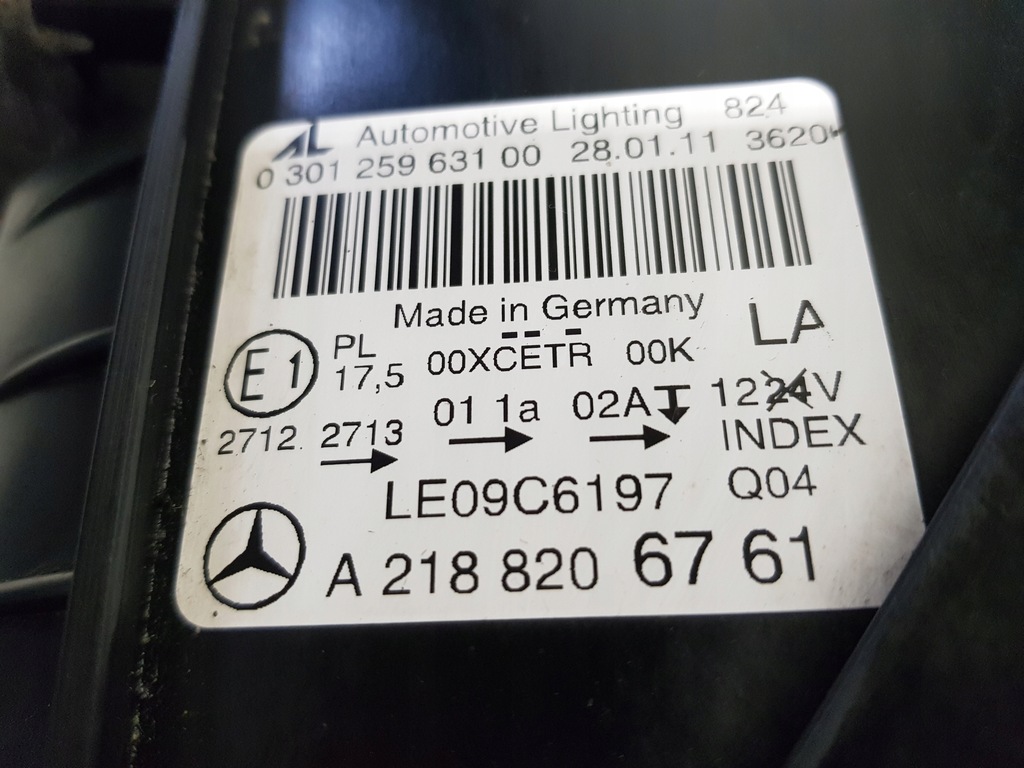 AL Automotive Lighting 824
0 301 259 631 00 28.01.11 3620
Made in Germany LA
E1 PL 00XCETR 00K
17,5
01 1a 02A 1224V
2712 2713 INDEX
LE09C6197 Q04
A 218 820 67 61